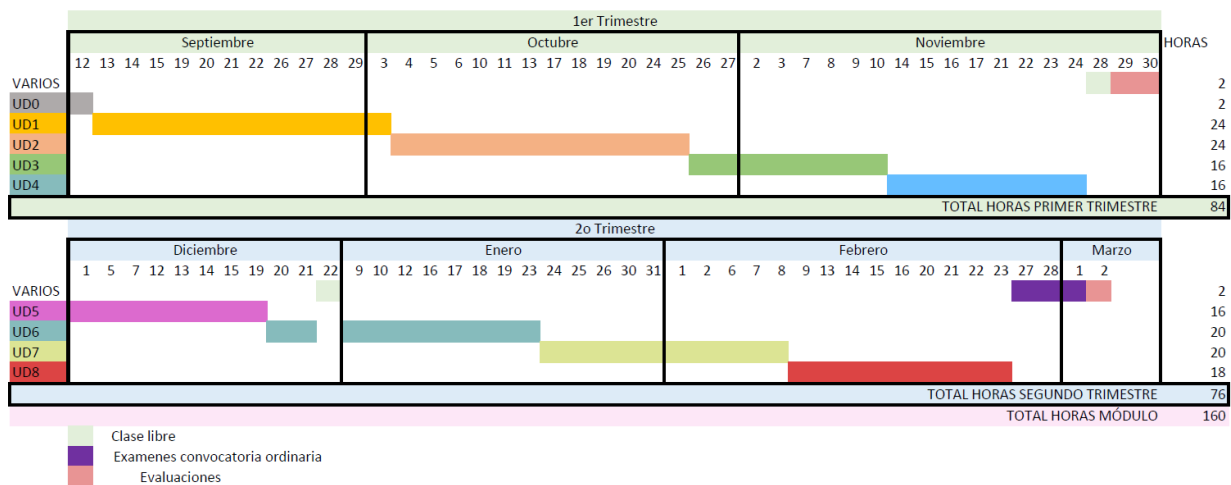 1er Trimestre
Septiembre Octubre Noviembre HORAS
12 13 14 15 19 20 21 22 26 27 28 29 3 4 5 6 10 11 13 17 18 19 20 24 25 26 27 2 3 7 8 9 10 14 15 16 17 21 22 23 24 28 29 30
VARIOS 2
UD0 2
UD1 24
UD2 24
UD3 16
UD4 16
TOTAL HORAS PRIMER TRIMESTRE 84
2o Trimestre
Diciembre Enero Febrero Marzo
1 5 7 12 13 14 15 19 20 21 22 9 10 12 16 17 18 19 23 24 25 26 30 31 1 2 6 7 8 9 13 14 15 16 20 21 22 23 27 28 1 2
VARIOS 2
UD5 16
UD6 20
UD7 20
UD8 18
TOTAL HORAS SEGUNDO TRIMESTRE 76
TOTAL HORAS MÓDULO 160
Clase libre
Examenes convocatoria ordinaria
Evaluaciones